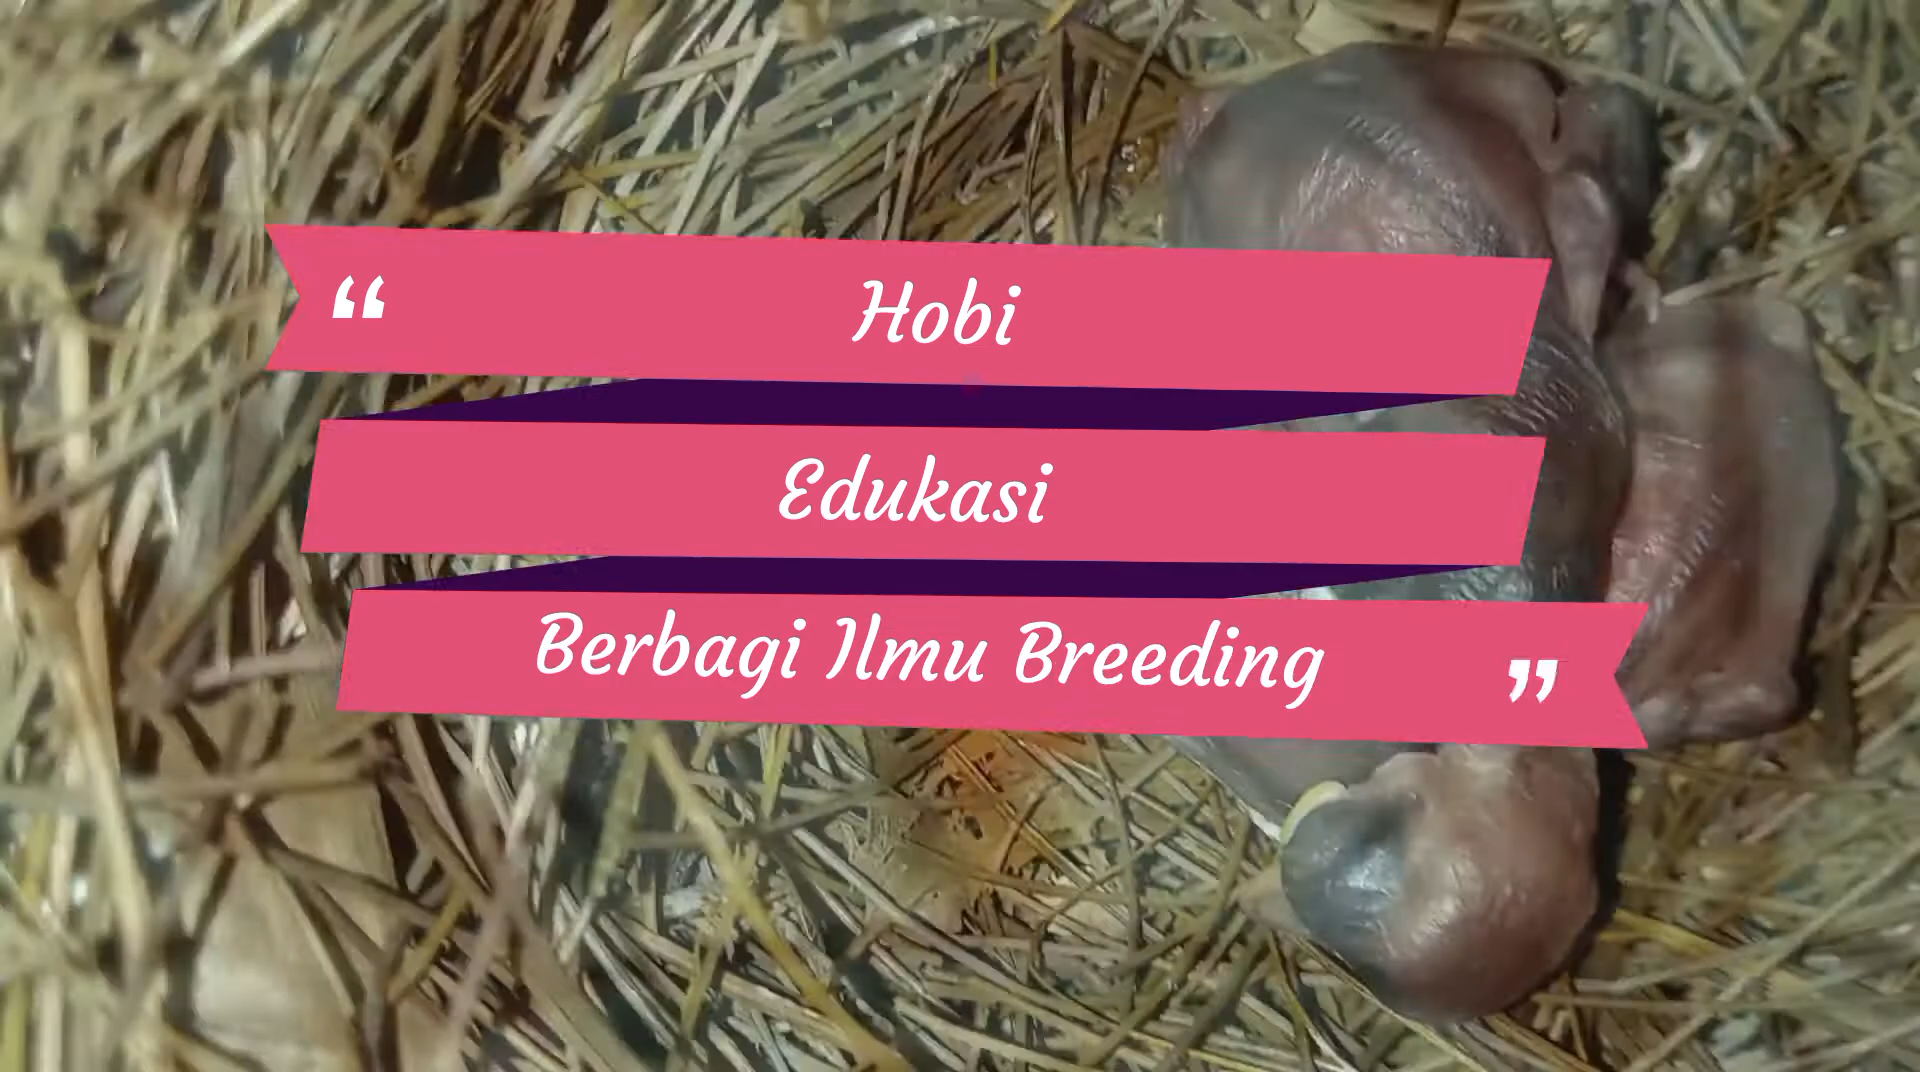 “ Hobi
Edukasi
Berbagi Ilmu Breeding ”